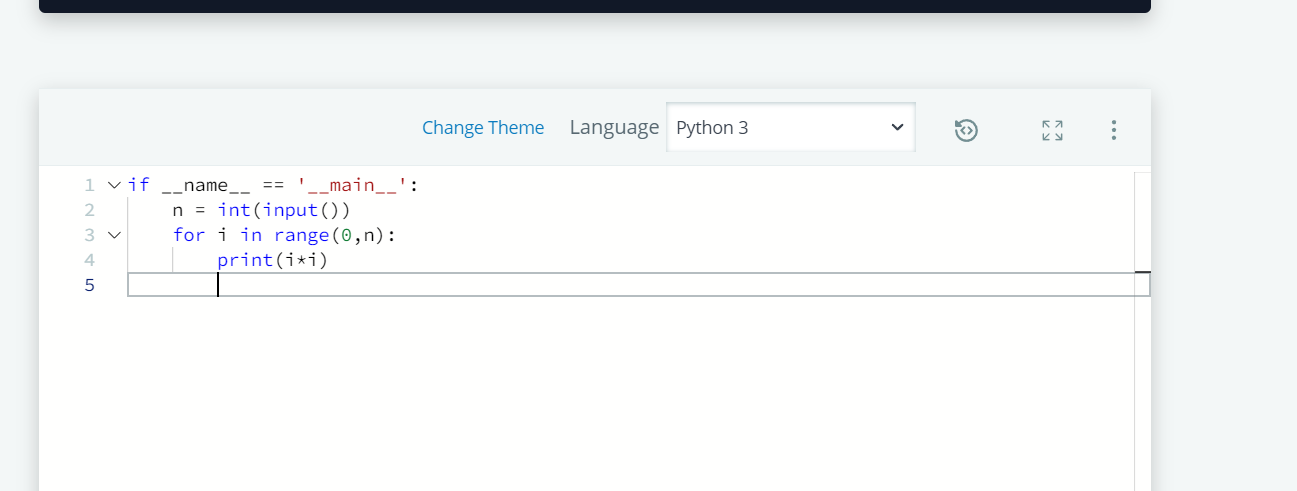 Change Theme Language Python 3
1 if __name__ == '__main__':
2     n = int(input())
3     for i in range(0,n):
4         print(i*i)
5